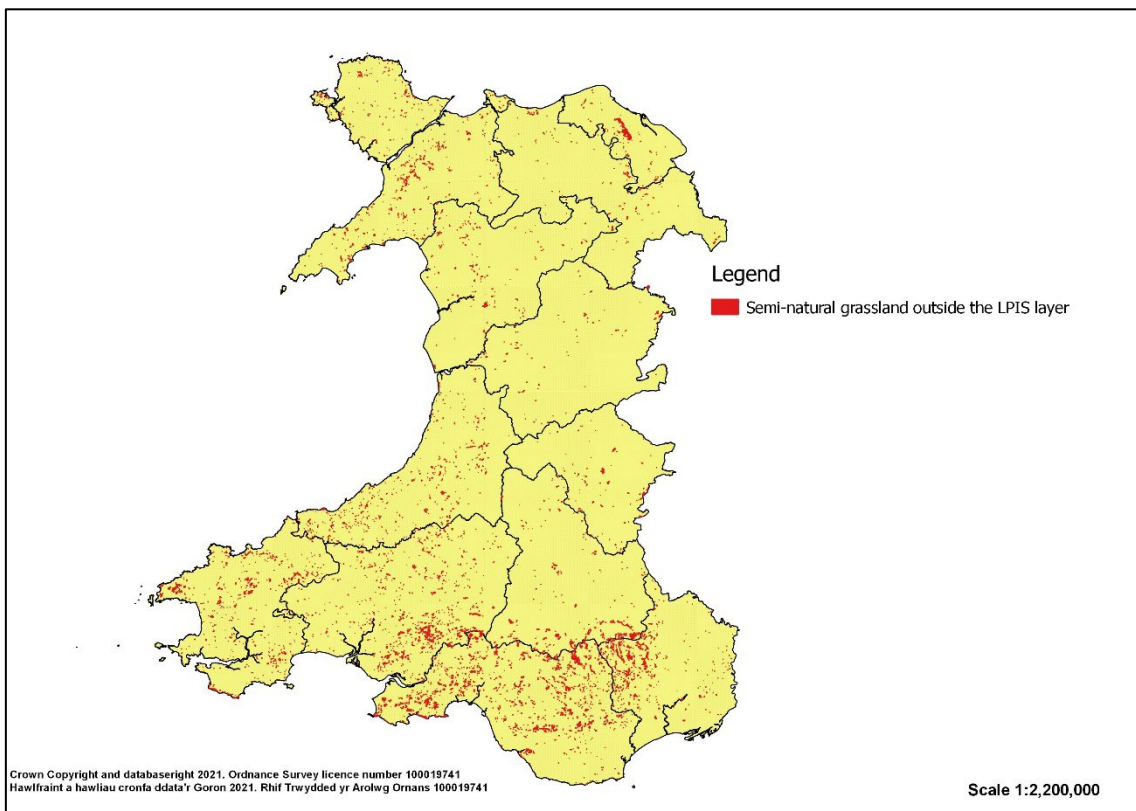 Legend
Semi-natural grassland outside the LPIS layer
Crown Copyright and databaseright 2021. Ordnance Survey licence number 100019741
Hawlfraint a hawliau cronfa ddata'r Goron 2021. Rhif Trwydded yr Arolwg Ornans 100019741
Scale 1:2,200,000